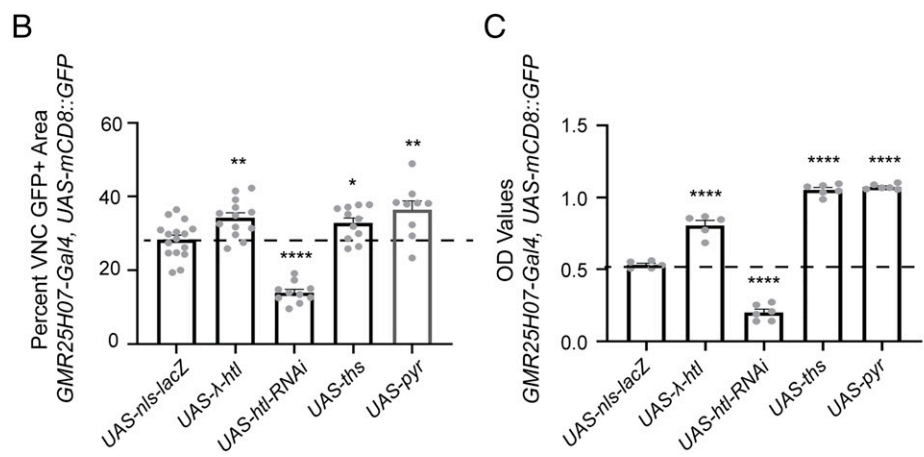 B
Percent VNC GFP+ Area
GMR25H07-Gal4, UAS-mCD8::GFP
60
40
20
0
**
****
*
**
UAS-nls-lacZ
UAS-λ-htl
UAS-htl-RNAi
UAS-ths
UAS-pyr
C
OD Values
GMR25H07-Gal4, UAS-mCD8::GFP
1.5
1.0
0.5
0.0
****
****
****
****
UAS-nls-lacZ
UAS-λ-htl
UAS-htl-RNAi
UAS-ths
UAS-pyr